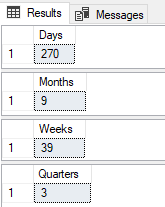 Results Messages
Days
1 270
Months
1 9
Weeks
1 39
Quarters
1 3